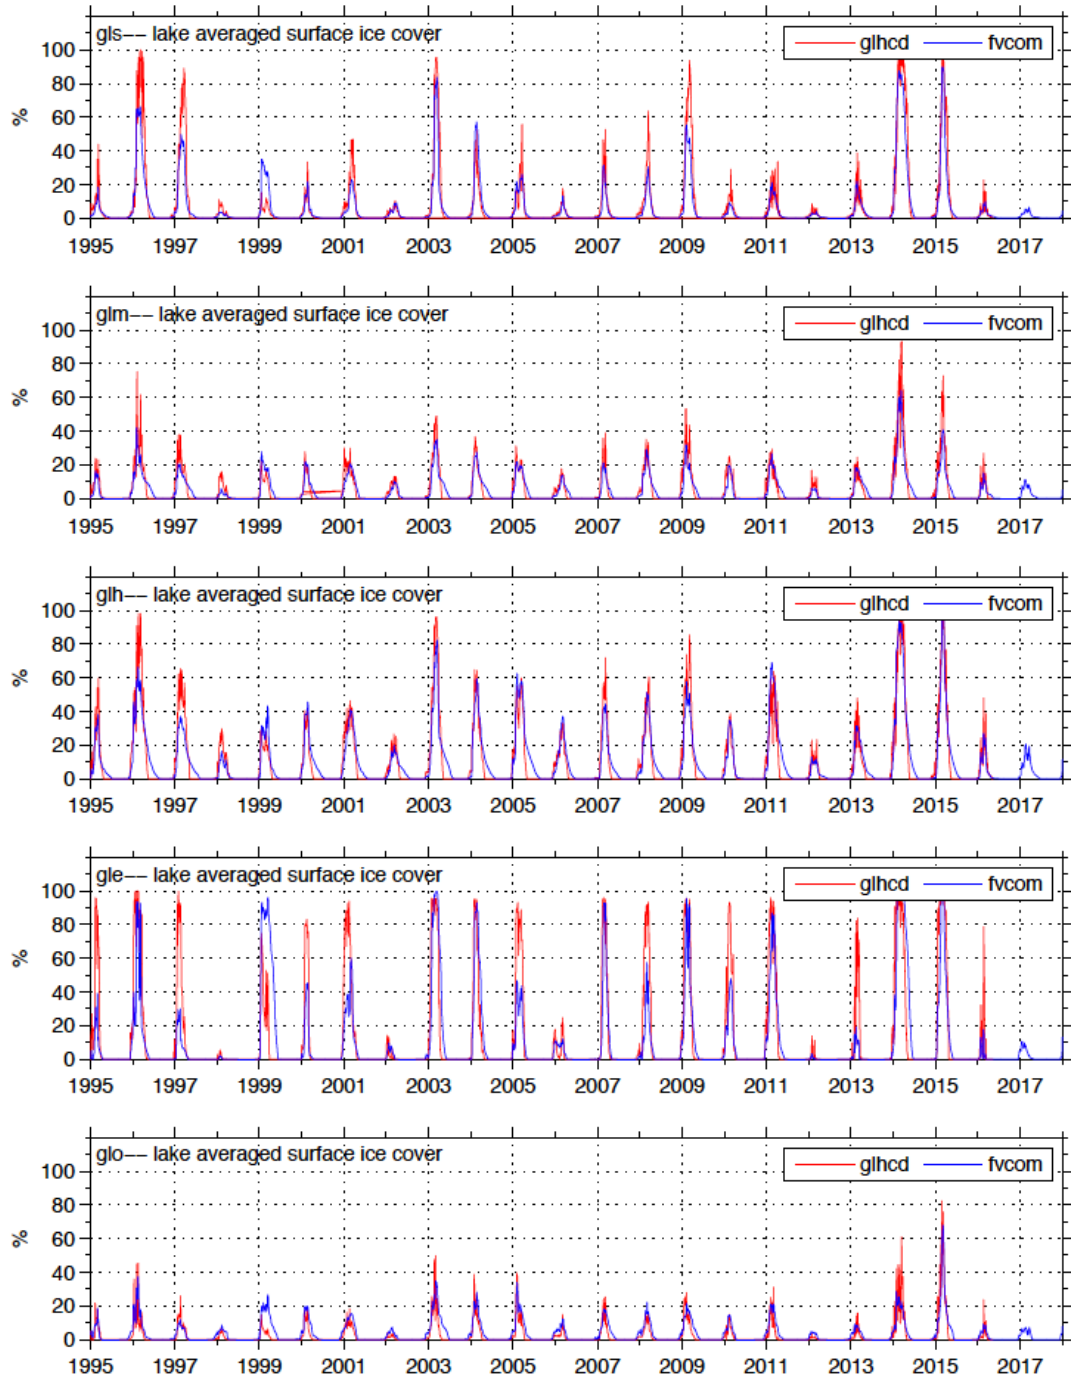 gls–– lake averaged surface ice cover
glhcd fvcom
100
80
60
40
20
0
%
1995 1997 1999 2001 2003 2005 2007 2009 2011 2013 2015 2017
glm–– lake averaged surface ice cover
glhcd fvcom
100
80
60
40
20
0
%
1995 1997 1999 2001 2003 2005 2007 2009 2011 2013 2015 2017
glh–– lake averaged surface ice cover
glhcd fvcom
100
80
60
40
20
0
%
1995 1997 1999 2001 2003 2005 2007 2009 2011 2013 2015 2017
gle–– lake averaged surface ice cover
glhcd fvcom
100
80
60
40
20
0
%
1995 1997 1999 2001 2003 2005 2007 2009 2011 2013 2015 2017
glo–– lake averaged surface ice cover
glhcd fvcom
100
80
60
40
20
0
%
1995 1997 1999 2001 2003 2005 2007 2009 2011 2013 2015 2017